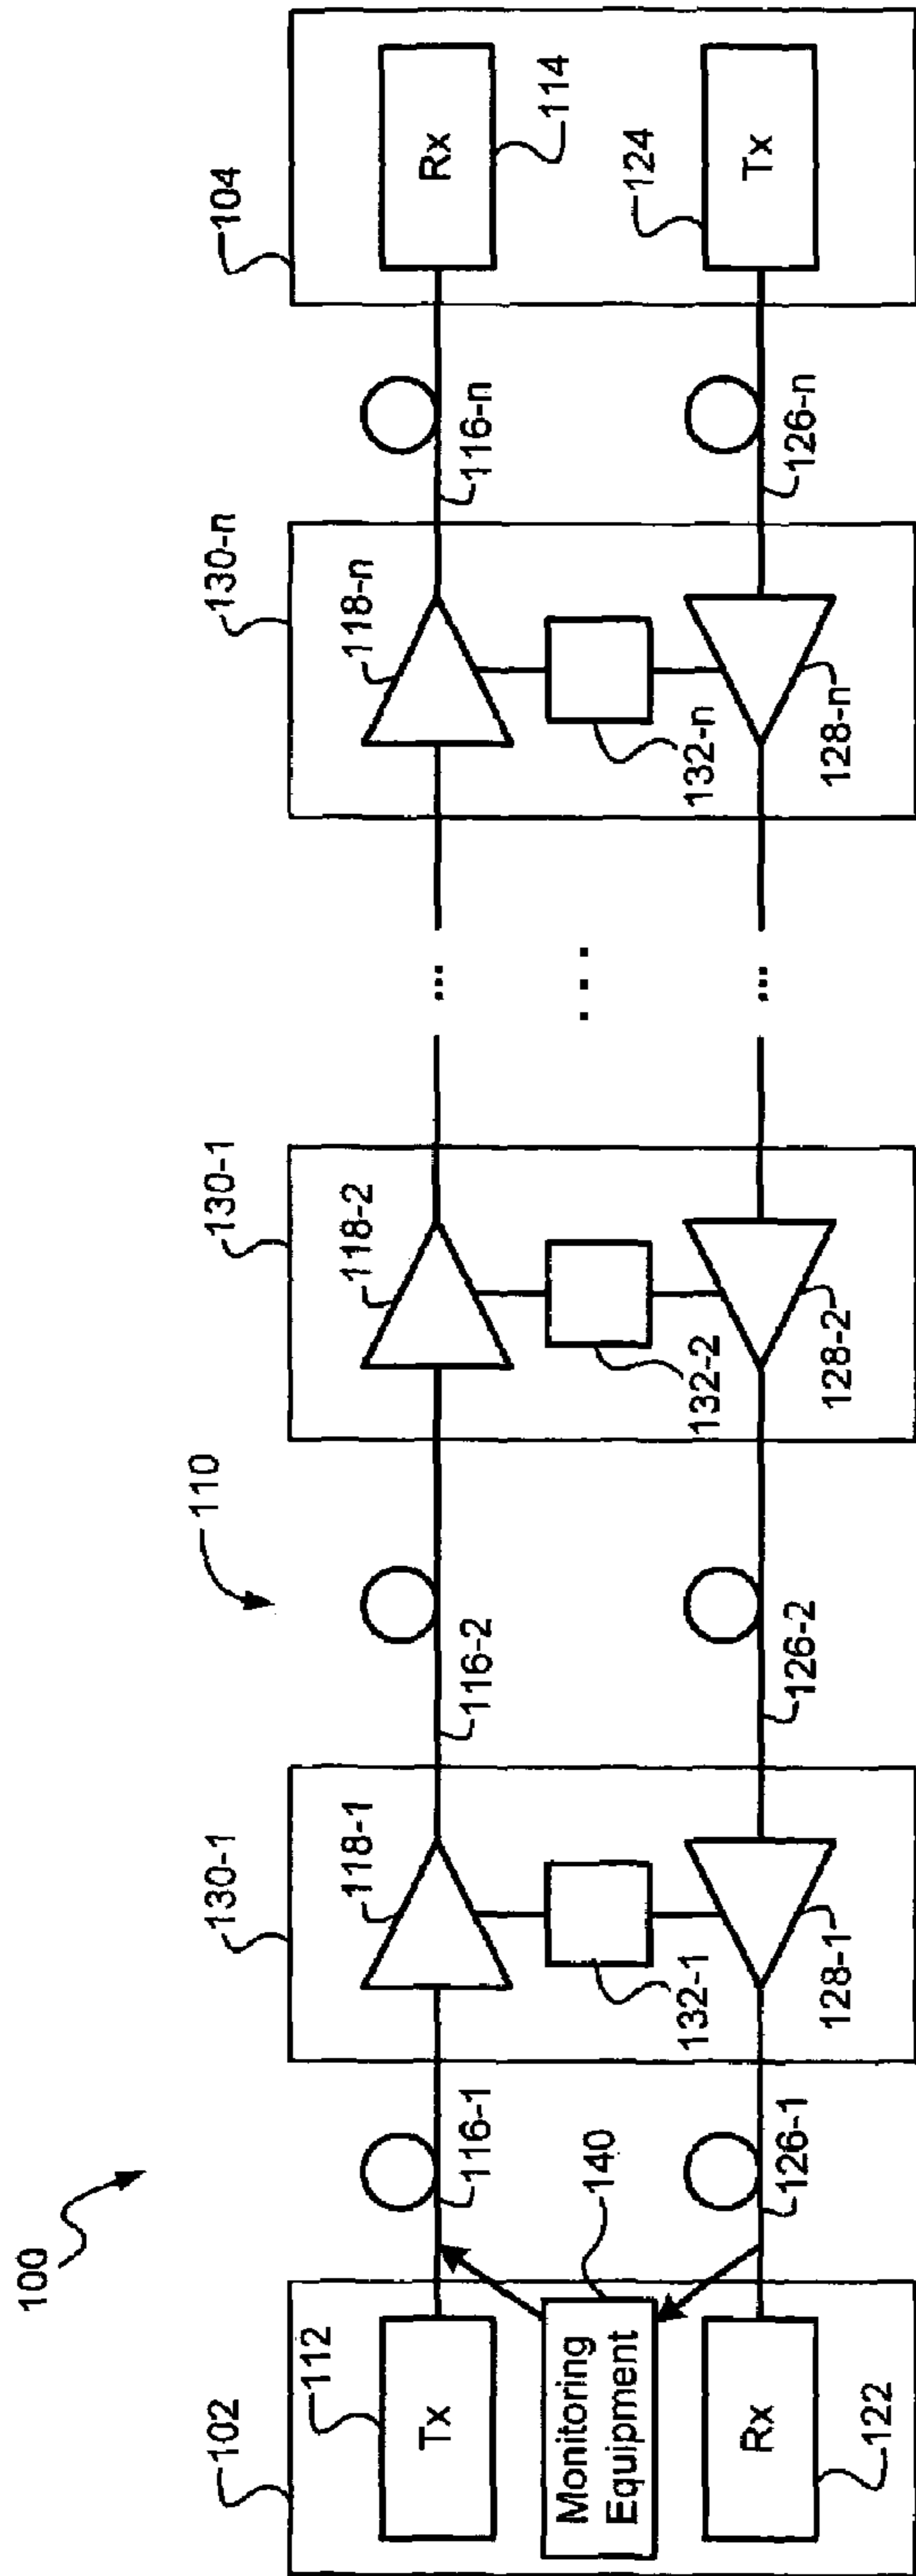 100
110
102
112
Tx
Monitoring
Equipment
140
Rx
122
116-1
126-1
130-1
118-1
132-1
128-1
116-2
126-2
130-1
118-2
132-2
128-2
...
. . .
...
130-n
118-n
132-n
128-n
116-n
126-n
104
Rx
114
124
Tx